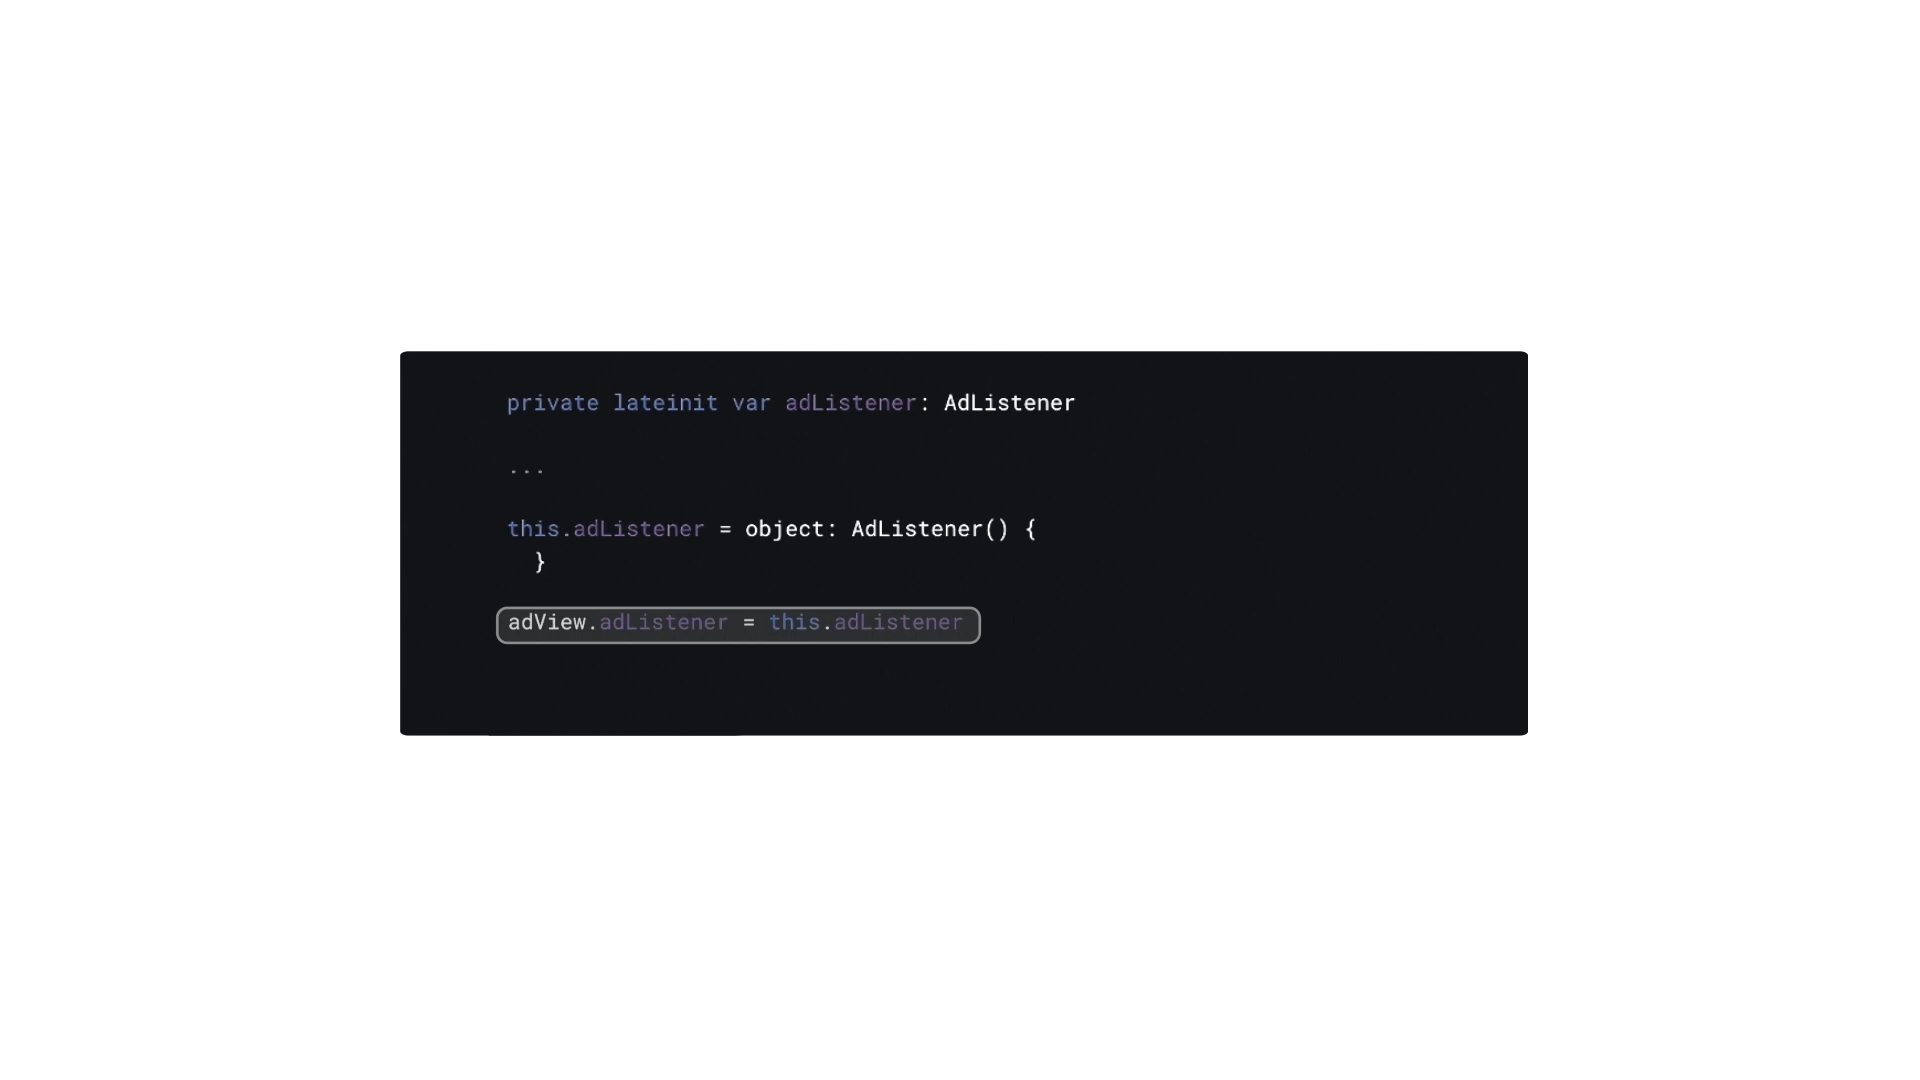 private lateinit var adListener: AdListener
...
this.adListener = object: AdListener() {
}
adView.adListener = this.adListener